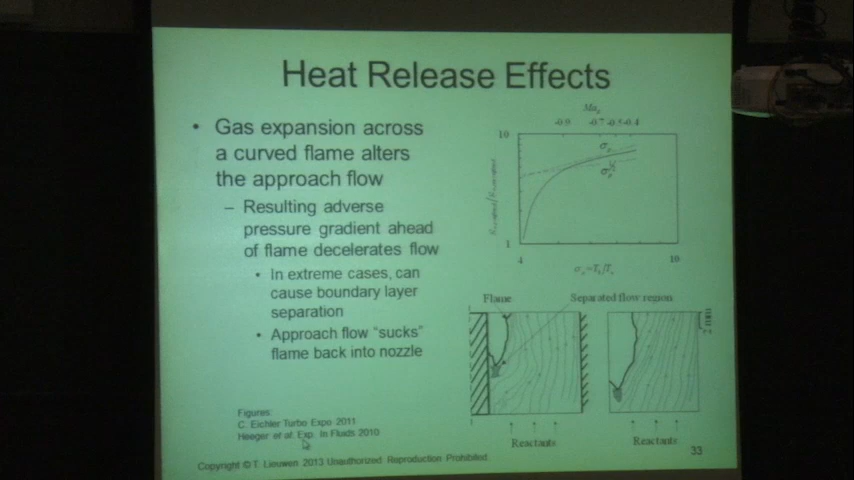 Heat Release Effects
• Gas expansion across
a curved flame alters
the approach flow
– Resulting adverse
pressure gradient ahead
of flame decelerates flow
• In extreme cases, can
cause boundary layer
separation
• Approach flow "sucks"
flame back into nozzle
10
1
4
10
Flame
Separated flow region
Reactants
Reactants
Figures:
C. Eichler Turbo Expo 2011
Heeger et al. Exp. In Fluids 2010
Copyright © T. Lieuwen 2013 Unauthorized Reproduction Prohibited.
33